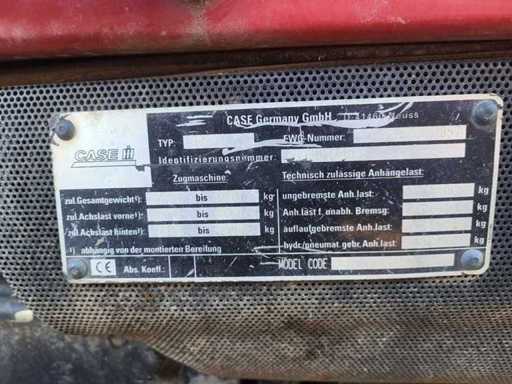 CASE Germany GmbH D-41460 Neuss
CASE IH
TYP:
EWG-Nummer:
Identifizierungsnummer:
Zugmaschine
zul.Gesamtgewicht¹): bis kg
zul.Achslast vorne¹): bis kg
zul.Achslast hinten¹): bis kg
¹) abhängig von der montierten Bereifung
CE Abs. Koeff.:
Technisch zulässige Anhängelast:
ungebremste Anh.last: kg
Anh.last f. unabh. Bremsg: kg
auflaufgebremste Anh.last: kg
hydr/pneumat.gebr.Anh.last: kg
MODEL CODE